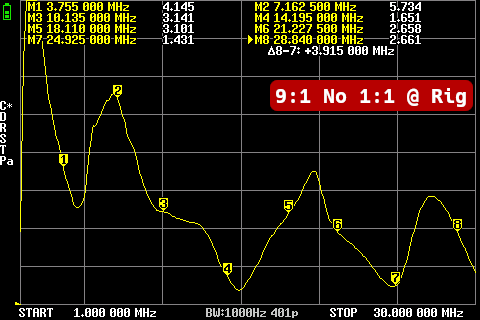 M1 3.755 000 MHz 4.145 M2 7.162 500 MHz 5.734
M3 10.135 000 MHz 3.141 M4 14.195 000 MHz 1.651
M5 18.110 000 MHz 3.101 M6 21.227 500 MHz 2.658
M7 24.925 000 MHz 1.431 M8 28.840 000 MHz 2.661
Δ8-7: +3.915 000 MHz
9:1 No 1:1 @ Rig
C*
D
R
S
T
Pa
1
2
3
4
5
6
7
8
START 1.000 000 MHz BW:1000Hz 401p STOP 30.000 000 MHz